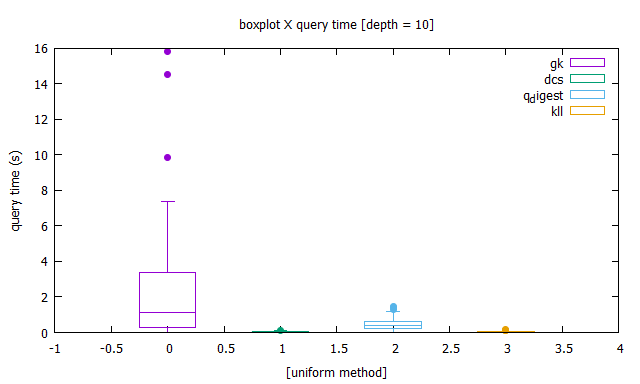 boxplot X query time [depth = 10]
16
14
12
10
8
6
4
2
0
query time (s)
gk
dcs
q_digest
kll
-1 -0.5 0 0.5 1 1.5 2 2.5 3 3.5 4
[uniform method]